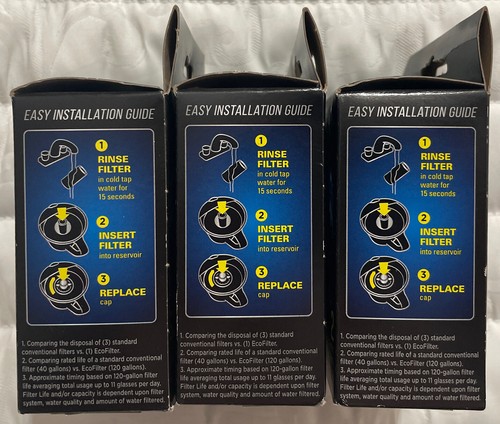 EASY INSTALLATION GUIDE
1
RINSE
FILTER
in cold tap
water for
15 seconds
2
INSERT
FILTER
into reservoir
3
REPLACE
cap
1. Comparing the disposal of (3) standard
conventional filters vs. (1) EcoFilter.
2. Comparing rated life of a standard conventional
filter (40 gallons) vs. EcoFilter (120 gallons).
3. Approximate timing based on 120-gallon filter
life averaging total usage up to 11 glasses per day.
Filter Life and/or capacity is dependent upon filter
system, water quality and amount of water filtered.
EASY INSTALLATION GUIDE
1
RINSE
FILTER
in cold tap
water for
15 seconds
2
INSERT
FILTER
into reservoir
3
REPLACE
cap
1. Comparing the disposal of (3) standard
conventional filters vs. (1) EcoFilter.
2. Comparing rated life of a standard conventional
filter (40 gallons) vs. EcoFilter (120 gallons).
3. Approximate timing based on 120-gallon filter
life averaging total usage up to 11 glasses per day.
Filter Life and/or capacity is dependent upon filter
system, water quality and amount of water filtered.
EASY INSTALLATION GUIDE
1
RINSE
FILTER
in cold tap
water for
15 seconds
2
INSERT
FILTER
into reservoir
3
REPLACE
cap
1. Comparing the disposal of (3) standard
conventional filters vs. (1) EcoFilter.
2. Comparing rated life of a standard conventional
filter (40 gallons) vs. EcoFilter (120 gallons).
3. Approximate timing based on 120-gallon filter
life averaging total usage up to 11 glasses per day.
Filter Life and/or capacity is dependent upon filter
system, water quality and amount of water filtered.